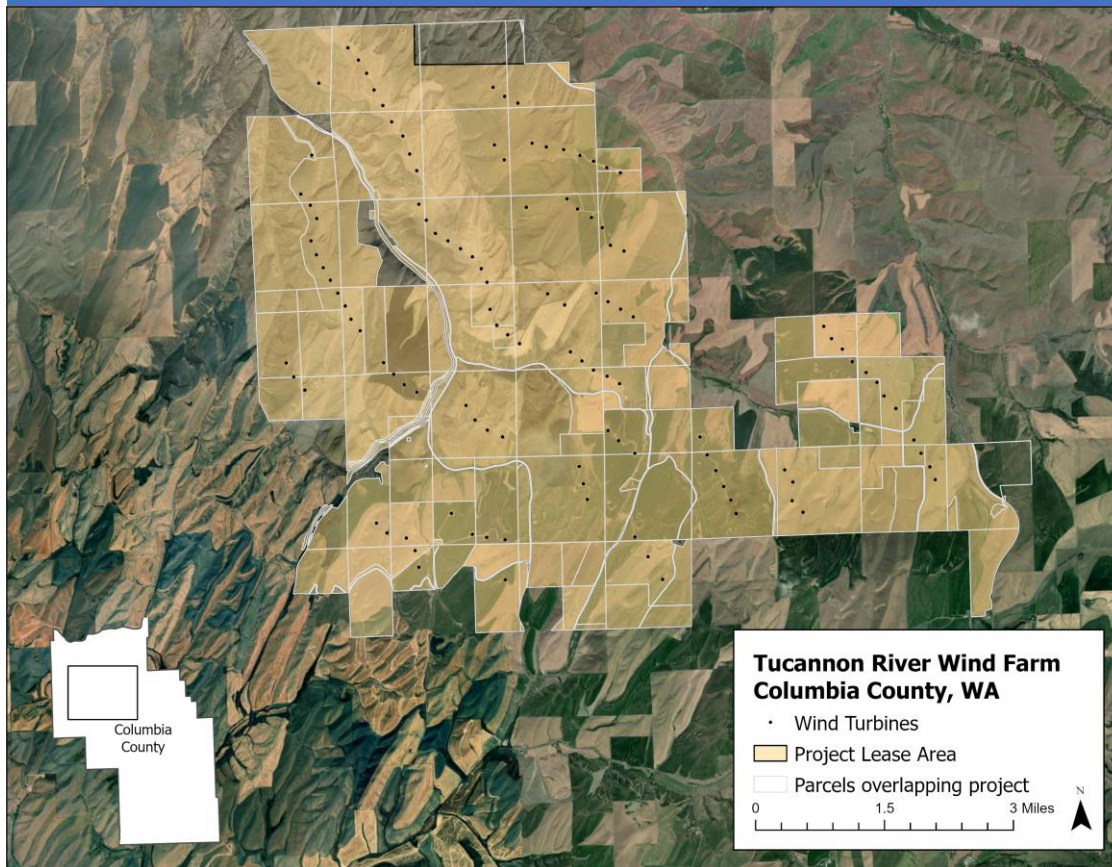 Columbia
County
Tucannon River Wind Farm
Columbia County, WA
Wind Turbines
Project Lease Area
Parcels overlapping project
0 1.5 3 Miles
N